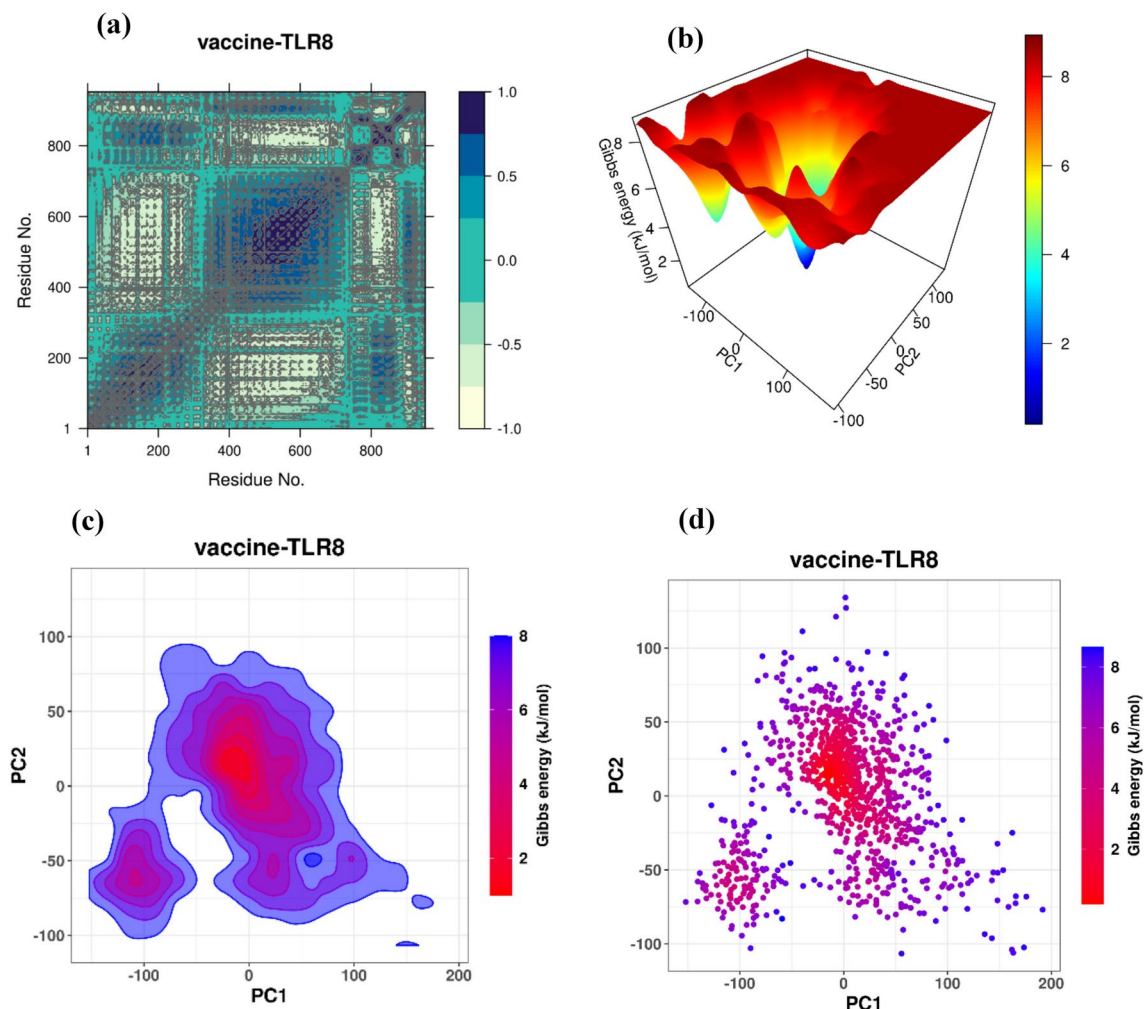 (a)
vaccine-TLR8
Residue No.
800
600
400
200
1
1 200 400 600 800
Residue No.
1.0
0.5
0.0
-0.5
-1.0
(b)
Gibbs energy (kJ/mol)
8
6
4
2
-100
0
100
PC1
-100
-50
0
50
100
PC2
8
6
4
2
(c)
vaccine-TLR8
PC2
100
50
0
-50
-100
-100 0 100 200
PC1
8
6
4
2
Gibbs energy (kJ/mol)
(d)
vaccine-TLR8
PC2
100
50
0
-50
-100
-100 0 100 200
PC1
8
6
4
2
Gibbs energy (kJ/mol)